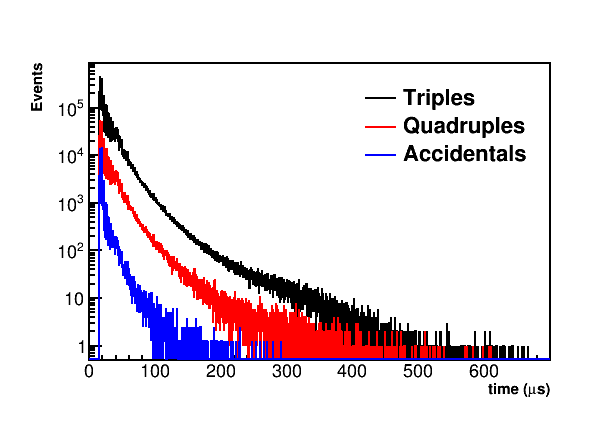 Events
Triples
Quadruples
Accidentals
10^5
10^4
10^3
10^2
10
1
0 100 200 300 400 500 600
time (μs)